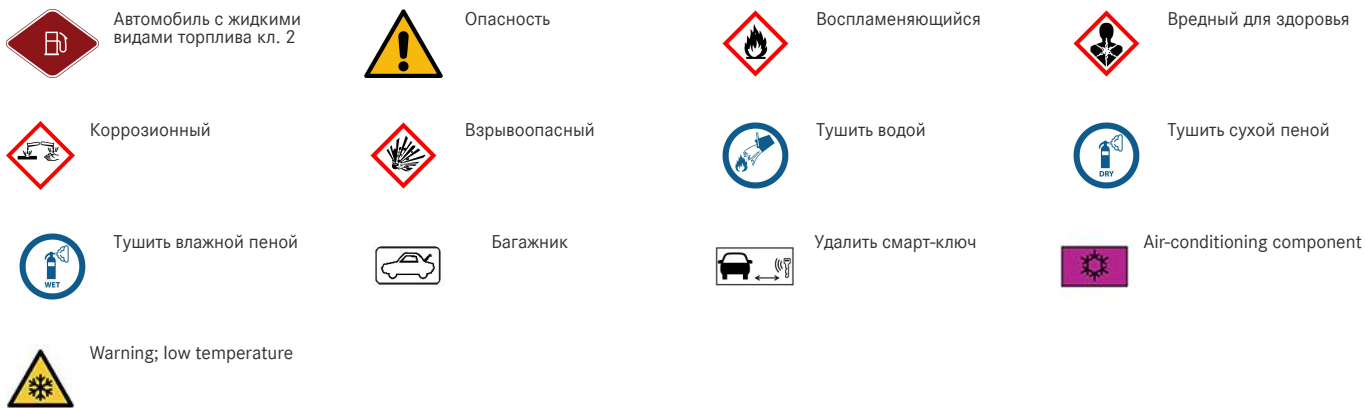 Автомобиль с жидкими
видами торплива кл. 2
Опасность
Воспламеняющийся
Вредный для здоровья
Коррозионный
Взрывоопасный
Тушить водой
Тушить сухой пеной
DRY
Тушить влажной пеной
WET
Багажник
Удалить смарт-ключ
Air-conditioning component
Warning; low temperature